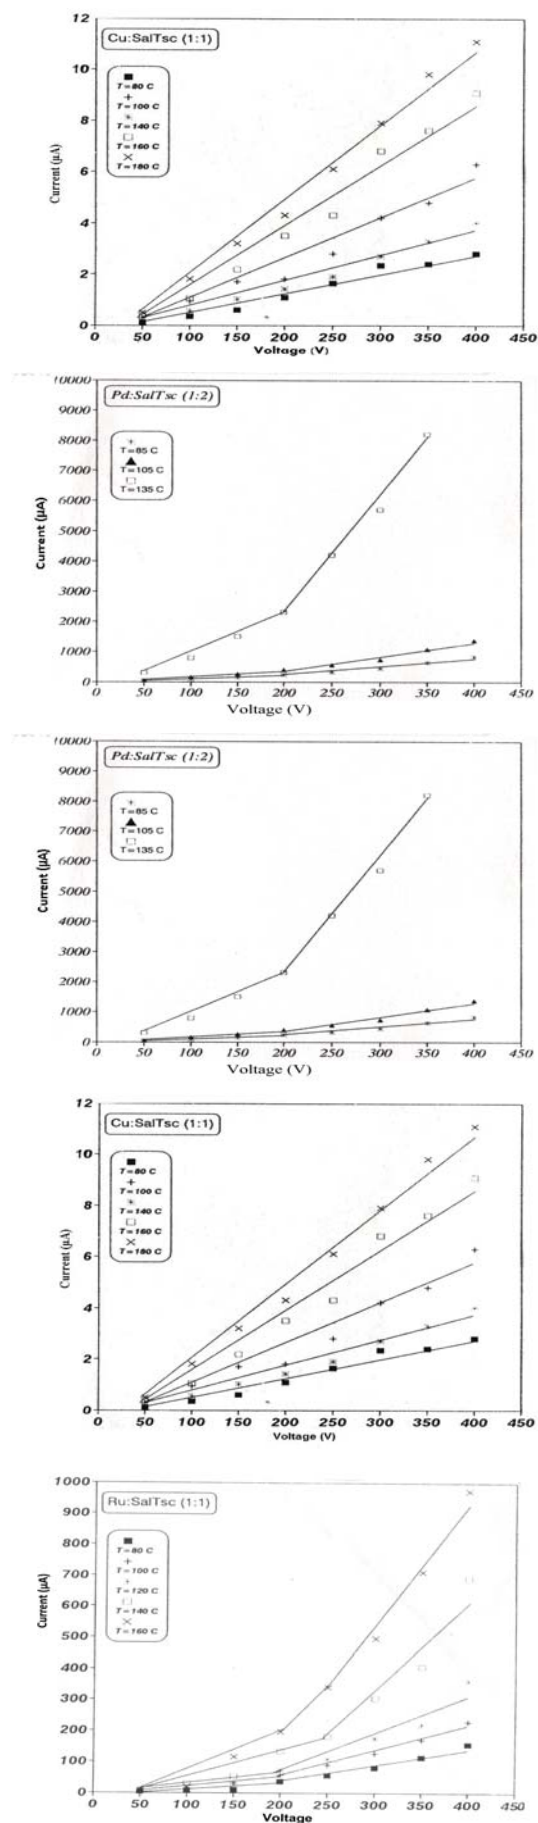 12
Cu:SalTsc (1:1)
10
T=80 C
T=100 C
T=140 C
T=160 C
T=180 C
8
6
4
2
0
Current (µA)
0 50 100 150 200 250 300 350 400 450
Voltage (V)
10000
Pd:SalTsc (1:2)
9000
8000
7000
6000
5000
4000
3000
2000
1000
0
T=85 C
T=105 C
T=135 C
Current (µA)
0 50 100 150 200 250 300 350 400 450
Voltage (V)
10000
Pd:SalTsc (1:2)
9000
8000
7000
6000
5000
4000
3000
2000
1000
0
T=85 C
T=105 C
T=135 C
Current (µA)
0 50 100 150 200 250 300 350 400 450
Voltage (V)
12
Cu:SalTsc (1:1)
10
T=80 C
T=100 C
T=140 C
T=160 C
T=180 C
8
6
4
2
0
Current (µA)
0 50 100 150 200 250 300 350 400 450
Voltage (V)
1000
Ru:SalTsc (1:1)
900
800
700
600
500
400
300
200
100
0
T=80 C
T=100 C
T=120 C
T=140 C
T=160 C
Current (µA)
0 50 100 150 200 250 300 350 400 450
Voltage